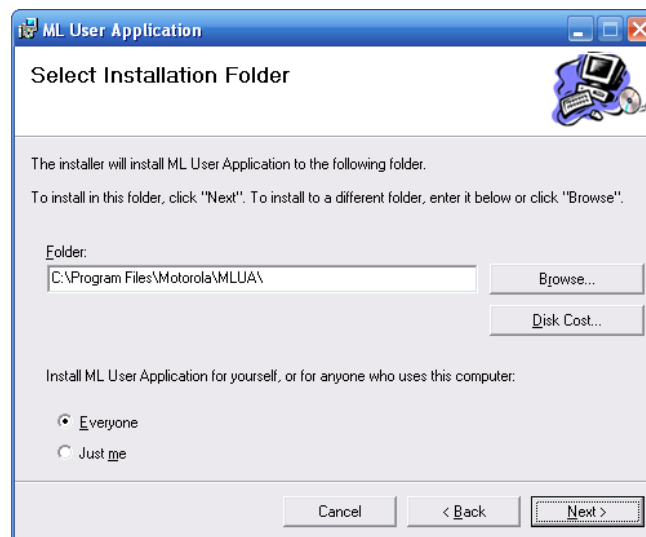 ML User Application
Select Installation Folder
The installer will install ML User Application to the following folder.
To install in this folder, click "Next". To install to a different folder, enter it below or click "Browse".
Folder:
C:\Program Files\Motorola\MLUA\
Browse...
Disk Cost...
Install ML User Application for yourself, or for anyone who uses this computer:
Everyone
Just me
Cancel
< Back
Next >